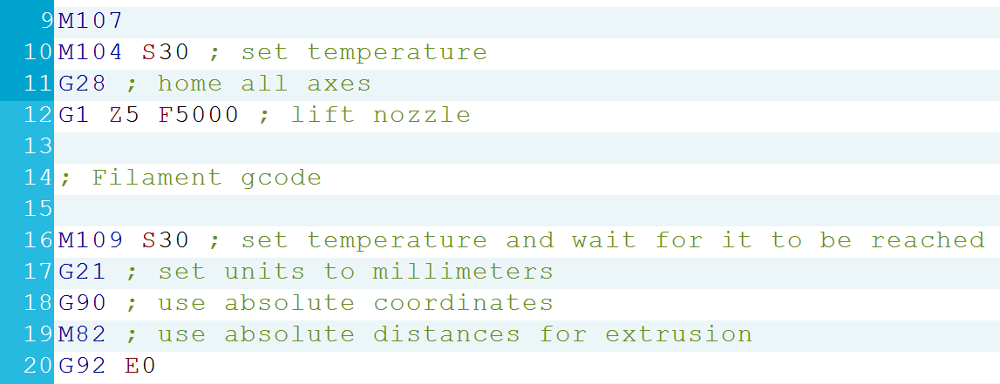 9 M107
10 M104 S30 ; set temperature
11 G28 ; home all axes
12 G1 Z5 F5000 ; lift nozzle
13
14 ; Filament gcode
15
16 M109 S30 ; set temperature and wait for it to be reached
17 G21 ; set units to millimeters
18 G90 ; use absolute coordinates
19 M82 ; use absolute distances for extrusion
20 G92 E0